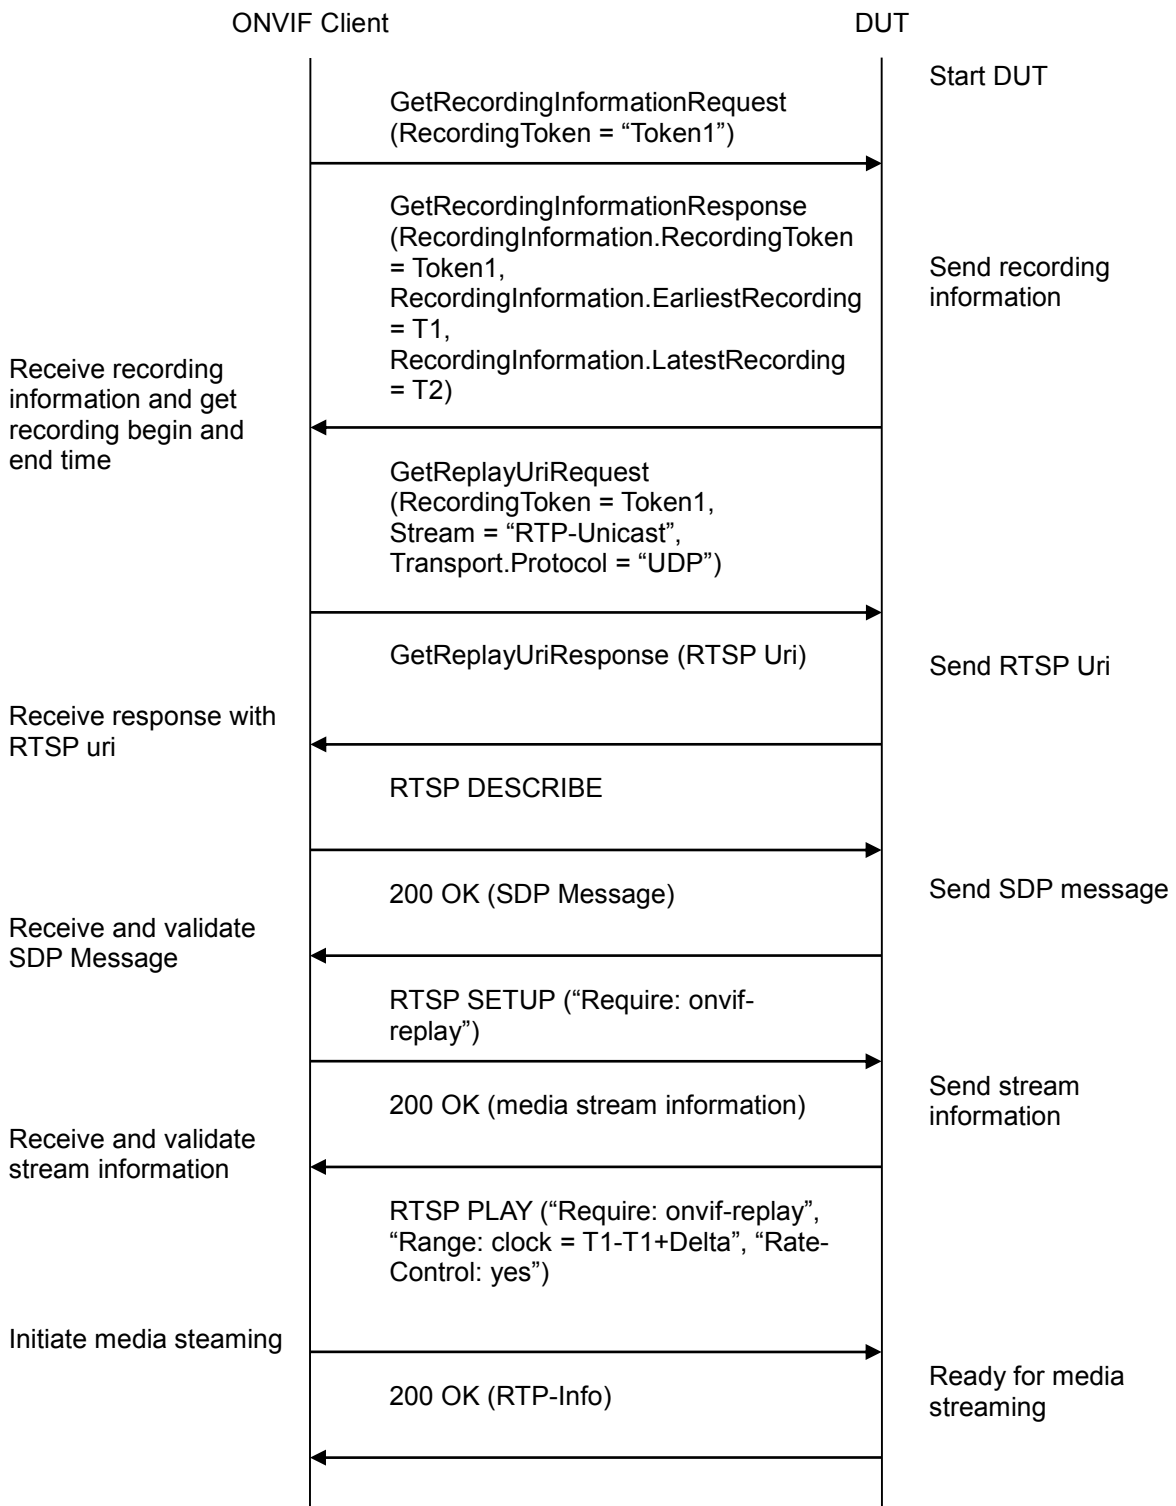 ONVIF Client
DUT
Start DUT
GetRecordingInformationRequest
(RecordingToken = “Token1”)
GetRecordingInformationResponse
(RecordingInformation.RecordingToken
= Token1,
RecordingInformation.EarliestRecording
= T1,
RecordingInformation.LatestRecording
= T2)
Send recording
information
Receive recording
information and get
recording begin and
end time
GetReplayUriRequest
(RecordingToken = Token1,
Stream = “RTP-Unicast”,
Transport.Protocol = “UDP”)
GetReplayUriResponse (RTSP Uri)
Send RTSP Uri
Receive response with
RTSP uri
RTSP DESCRIBE
200 OK (SDP Message)
Send SDP message
Receive and validate
SDP Message
RTSP SETUP (“Require: onvif-
replay”)
200 OK (media stream information)
Send stream
information
Receive and validate
stream information
RTSP PLAY (“Require: onvif-replay”,
“Range: clock = T1-T1+Delta”, “Rate-
Control: yes”)
Initiate media steaming
200 OK (RTP-Info)
Ready for media
streaming